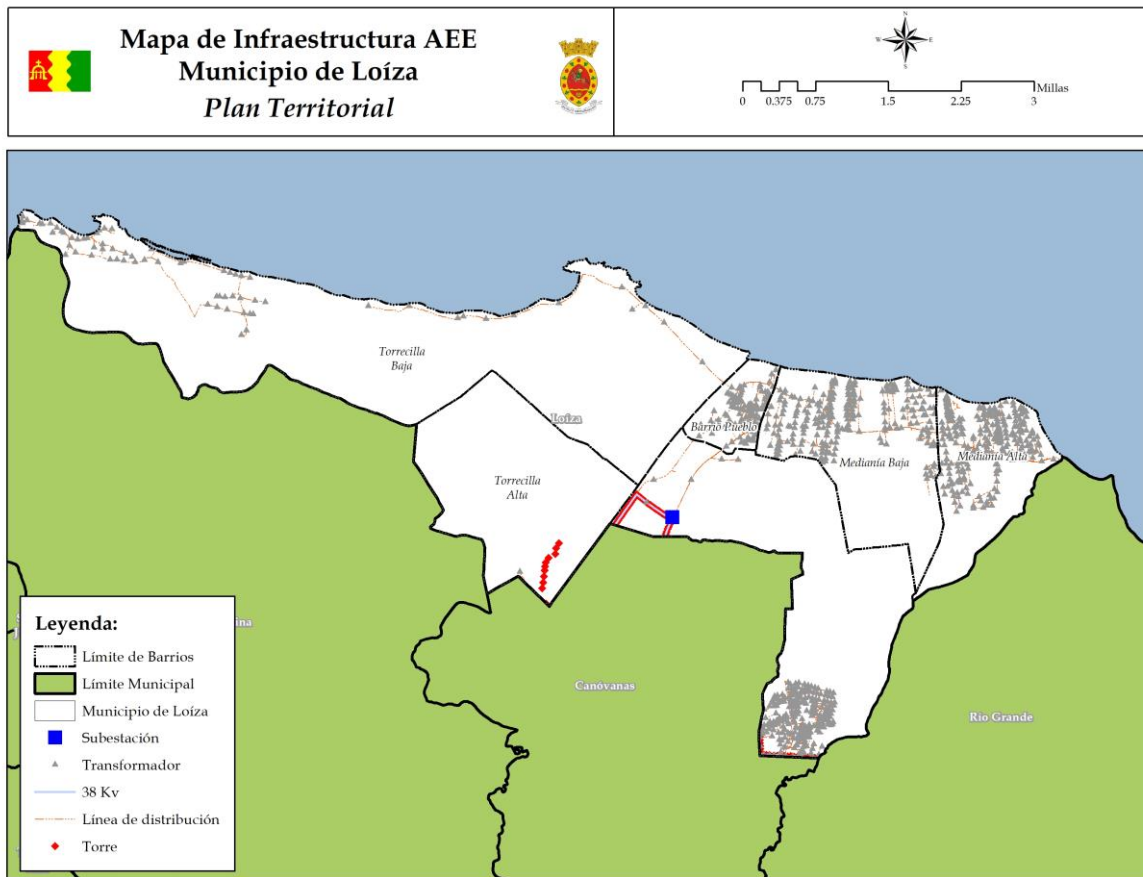 Mapa de Infraestructura AEE
Municipio de Loíza
Plan Territorial
N
W
E
S
0
0.375
0.75
1.5
2.25
3
Millas
Torrecilla
Baja
Loíza
Barrio Pueblo
Medianía Baja
Medianía Alta
Torrecilla
Alta
Canóvanas
Río Grande
Leyenda:
Límite de Barrios
Límite Municipal
Municipio de Loíza
Subestación
Transformador
38 Kv
Línea de distribución
Torre